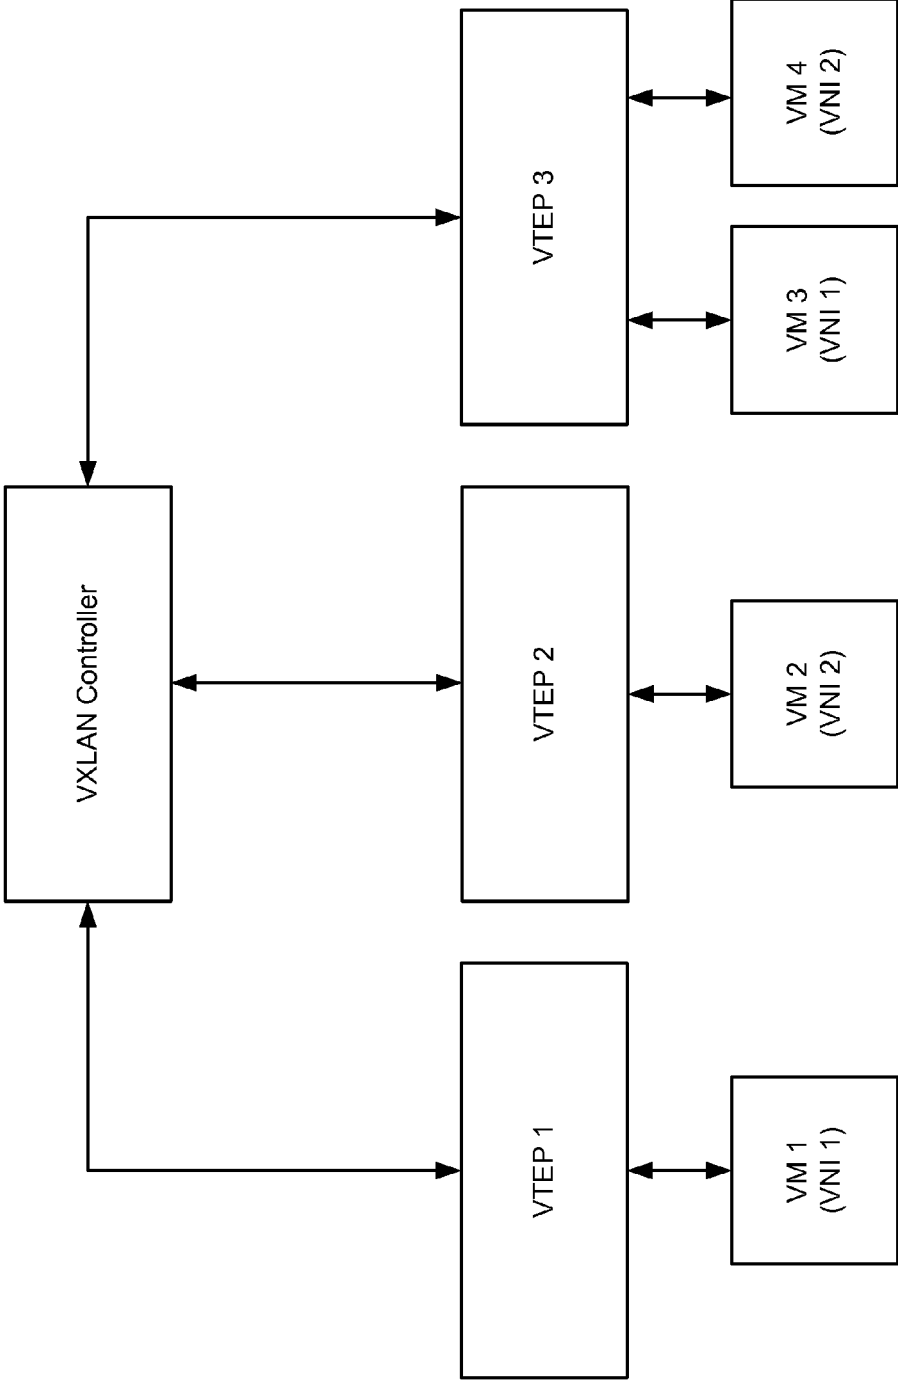 VXLAN Controller
VTEP 1
VTEP 2
VTEP 3
VM 1
(VNI 1)
VM 2
(VNI 2)
VM 3
(VNI 1)
VM 4
(VNI 2)